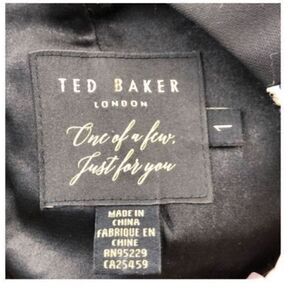 TED BAKER
LONDON
One of a few,
Just for you
1
MADE IN
CHINA
FABRIQUE EN
CHINE
RN95229
CA25459